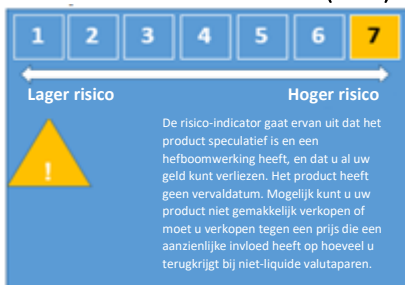 1 2 3 4 5 6 7
Lager risico Hoger risico
De risico-indicator gaat ervan uit dat het
product speculatief is en een
hefboomwerking heeft, en dat u al uw
geld kunt verliezen. Het product heeft
geen vervaldatum. Mogelijk kunt u uw
product niet gemakkelijk verkopen of
moet u verkopen tegen een prijs die een
aanzienlijke invloed heeft op hoeveel u
terugkrijgt bij niet-liquide valutaparen.
!